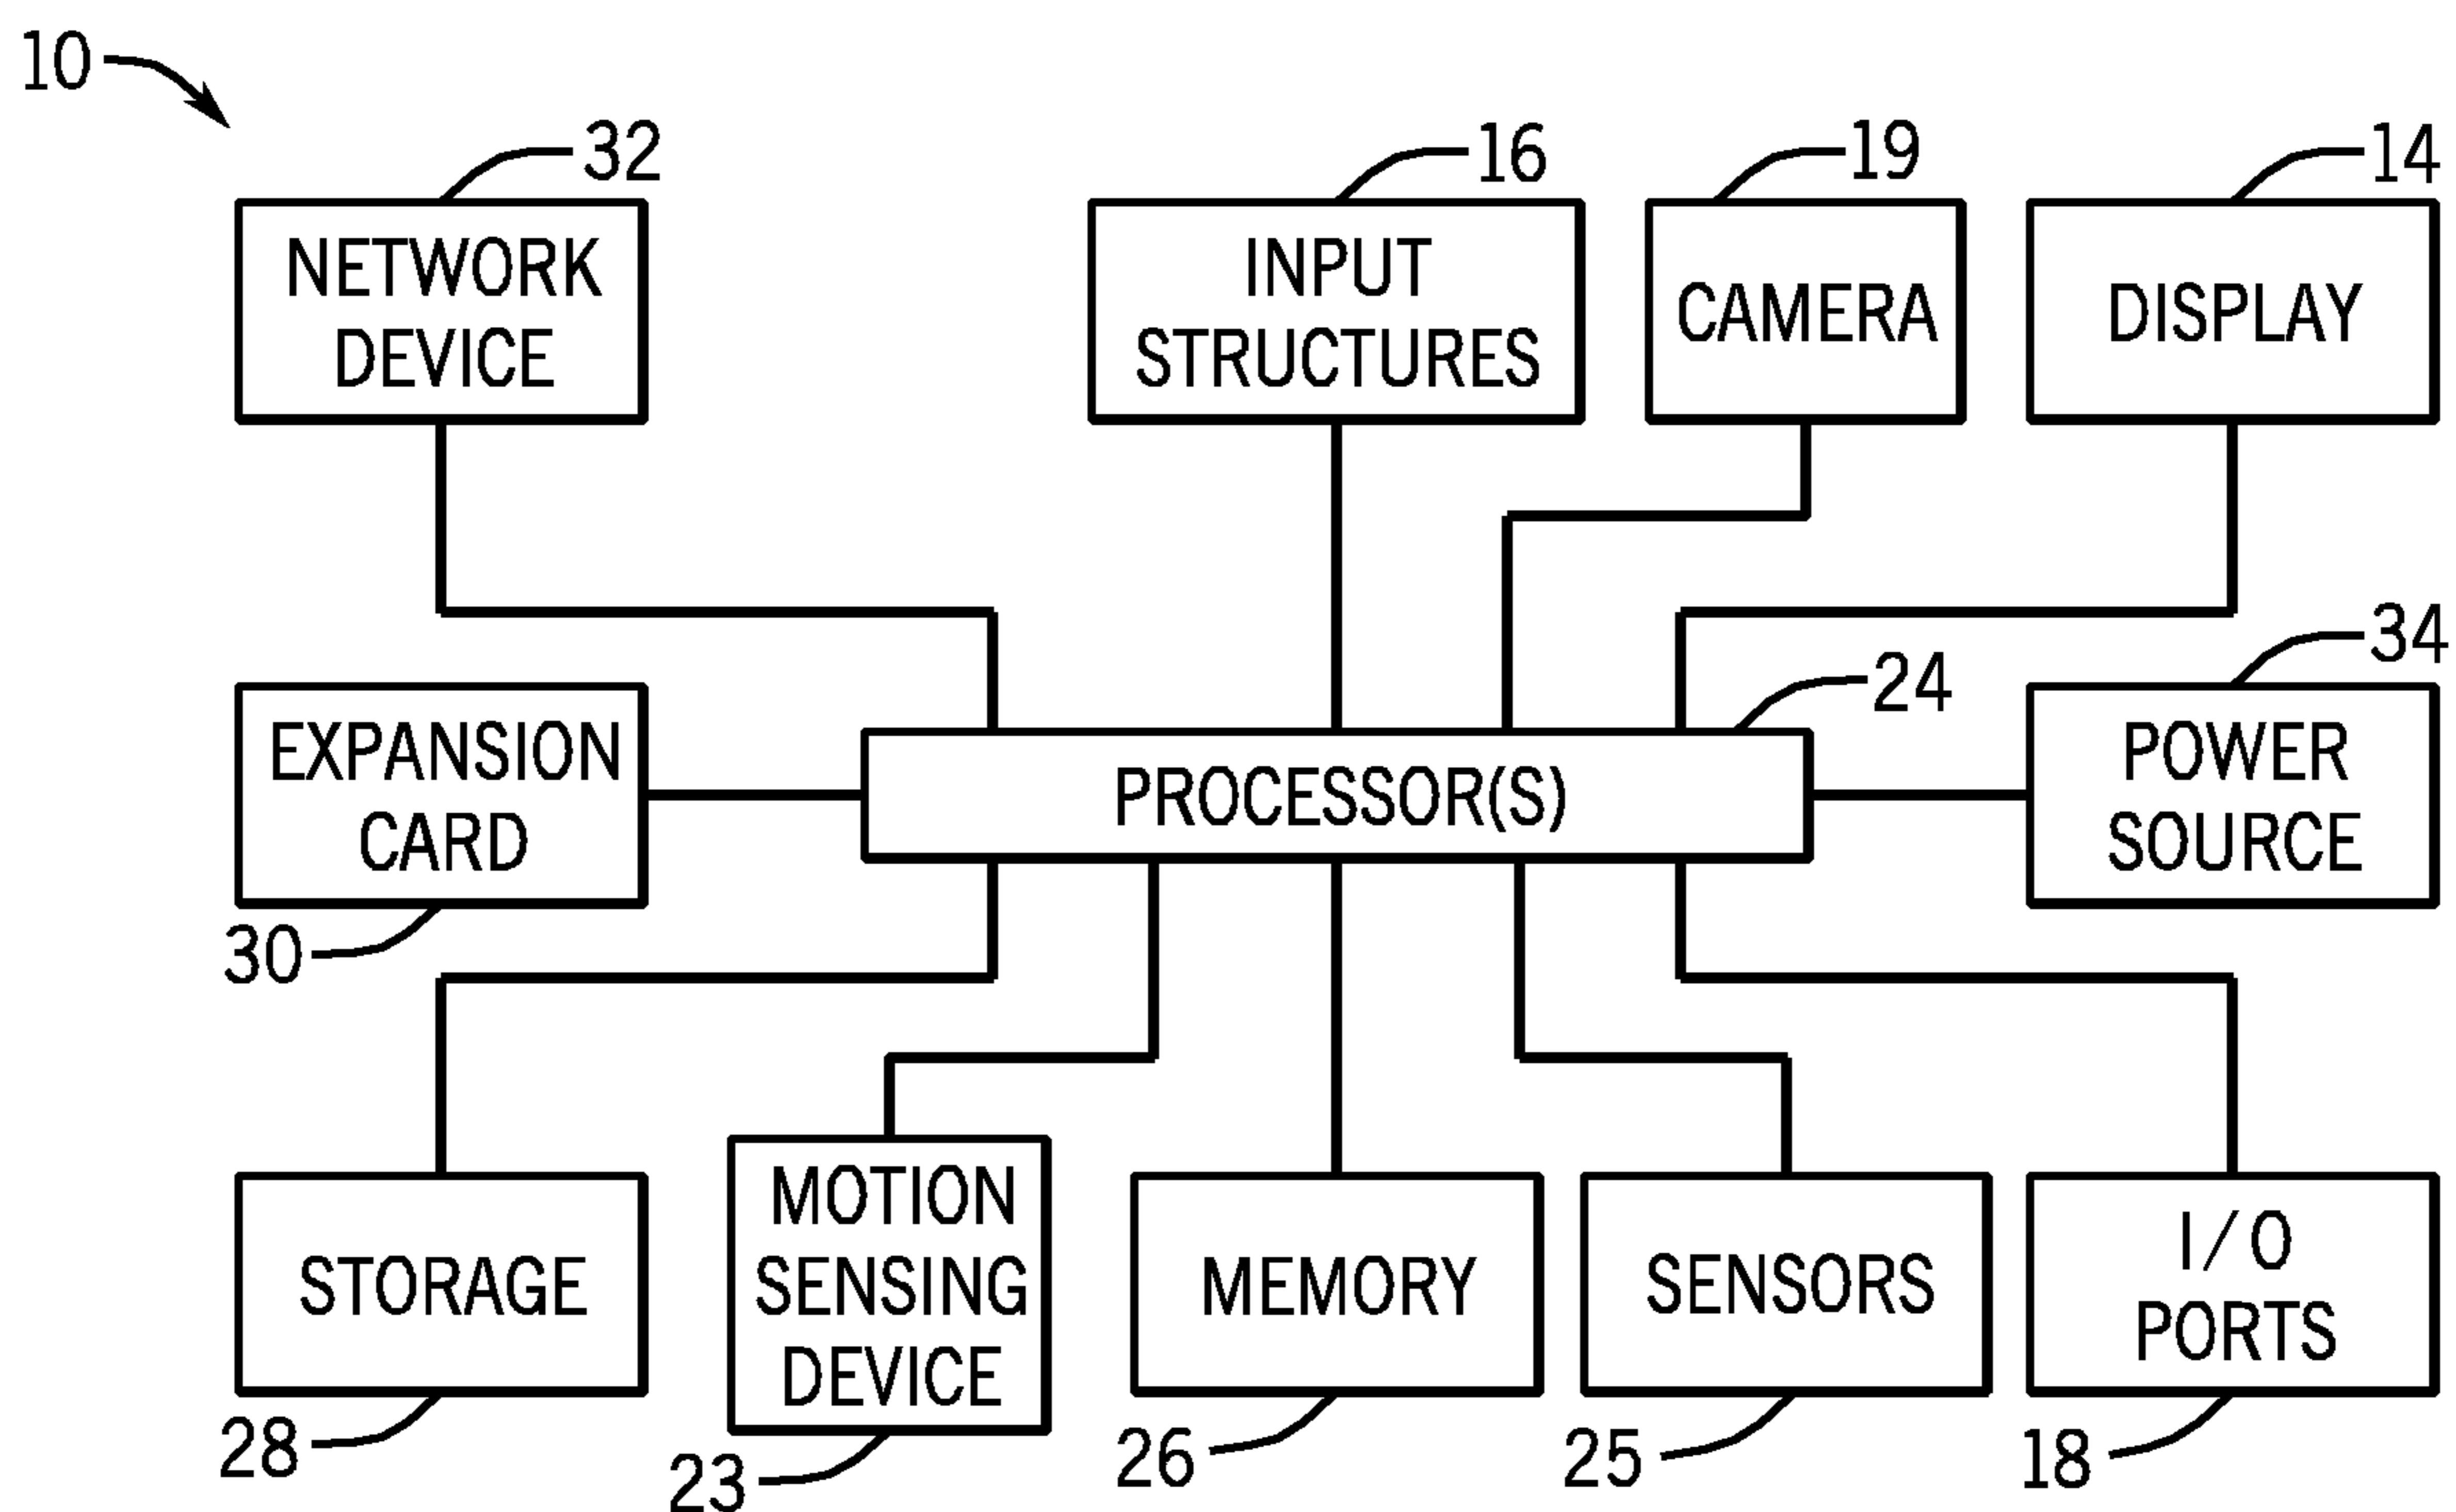 10
32
16
19
14
NETWORK
DEVICE
INPUT
STRUCTURES
CAMERA
DISPLAY
34
24
EXPANSION
CARD
PROCESSOR(S)
POWER
SOURCE
30
MOTION
SENSING
DEVICE
STORAGE
MEMORY
SENSORS
I/O
PORTS
28
23
26
25
18